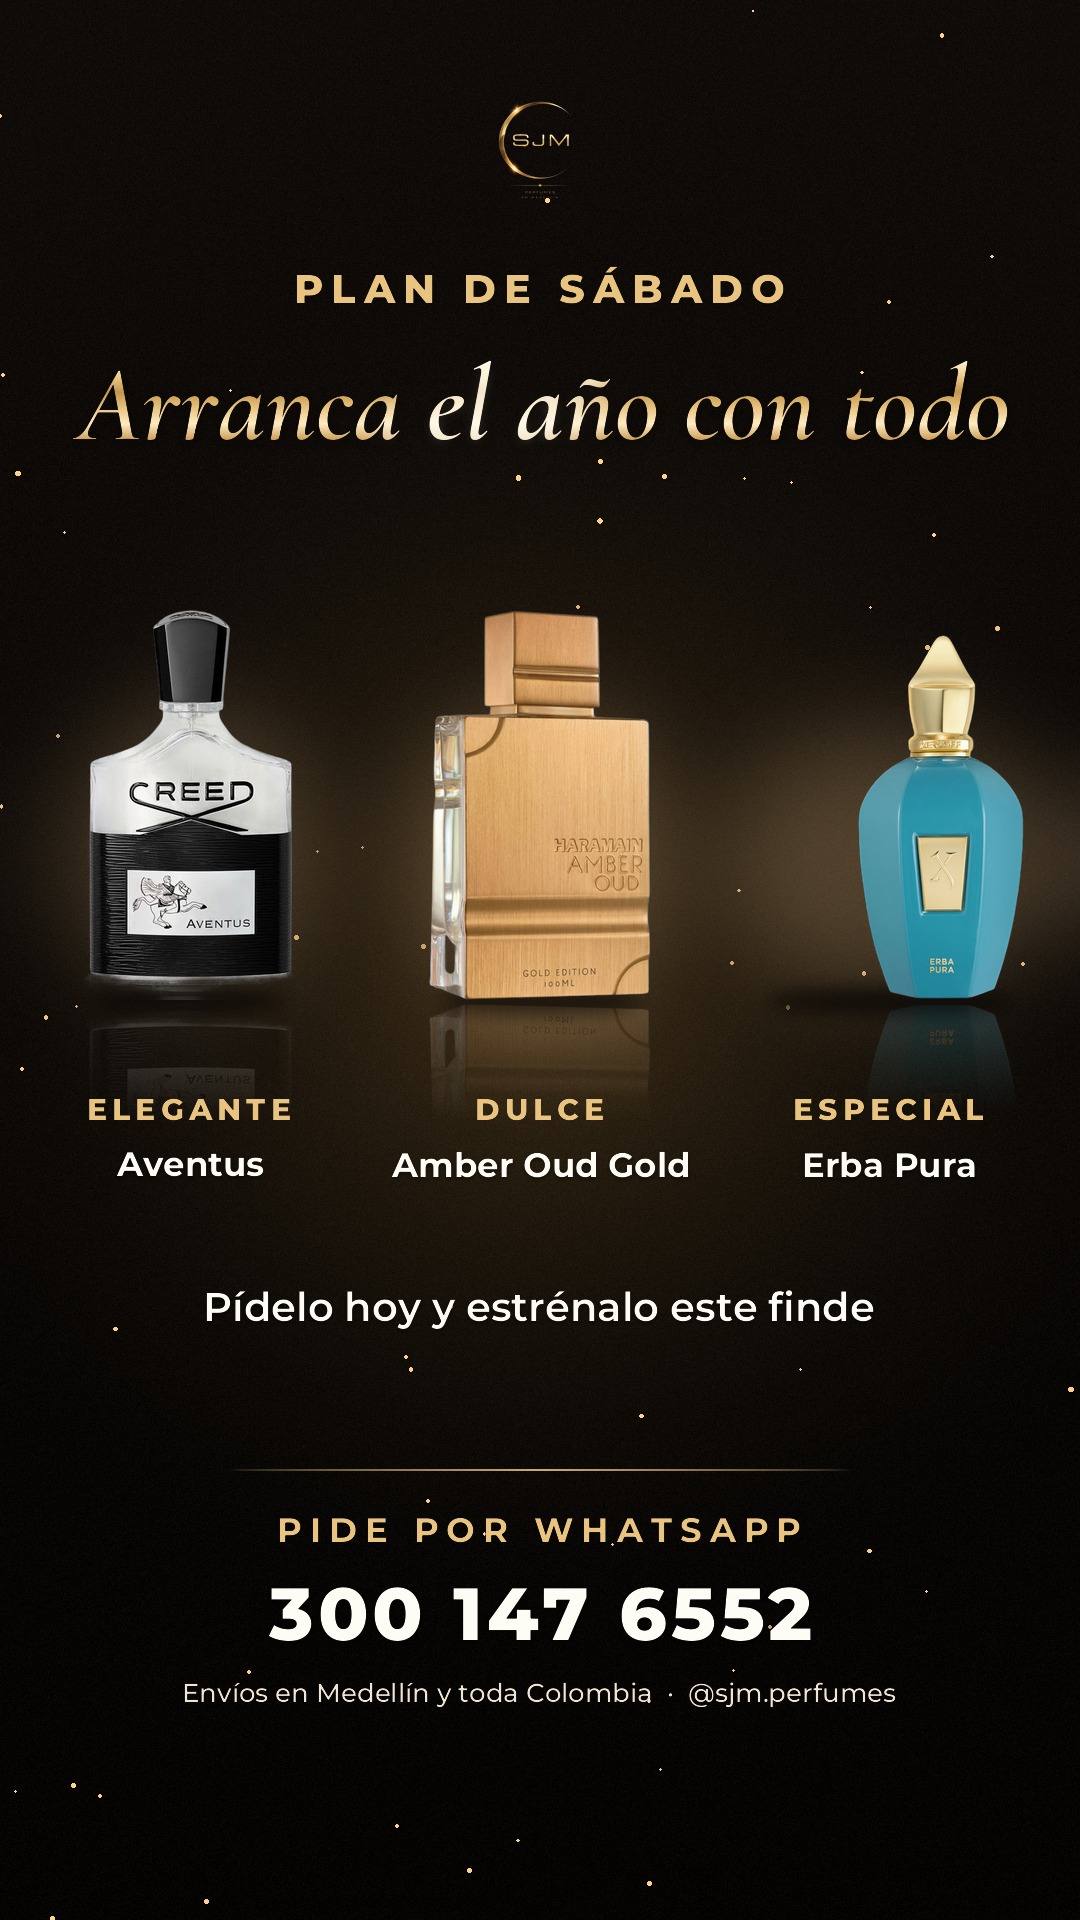 SJM
PERFUMES
PLAN DE SÁBADO
Arranca el año con todo
CREED
AVENTUS
HARAMAIN
AMBER
OUD
GOLD EDITION
100ML
ERBA
PURA
ELEGANTE
Aventus
DULCE
Amber Oud Gold
ESPECIAL
Erba Pura
Pídelo hoy y estrénalo este finde
PIDE POR WHATSAPP
300 147 6552
Envíos en Medellín y toda Colombia · @sjm.perfumes